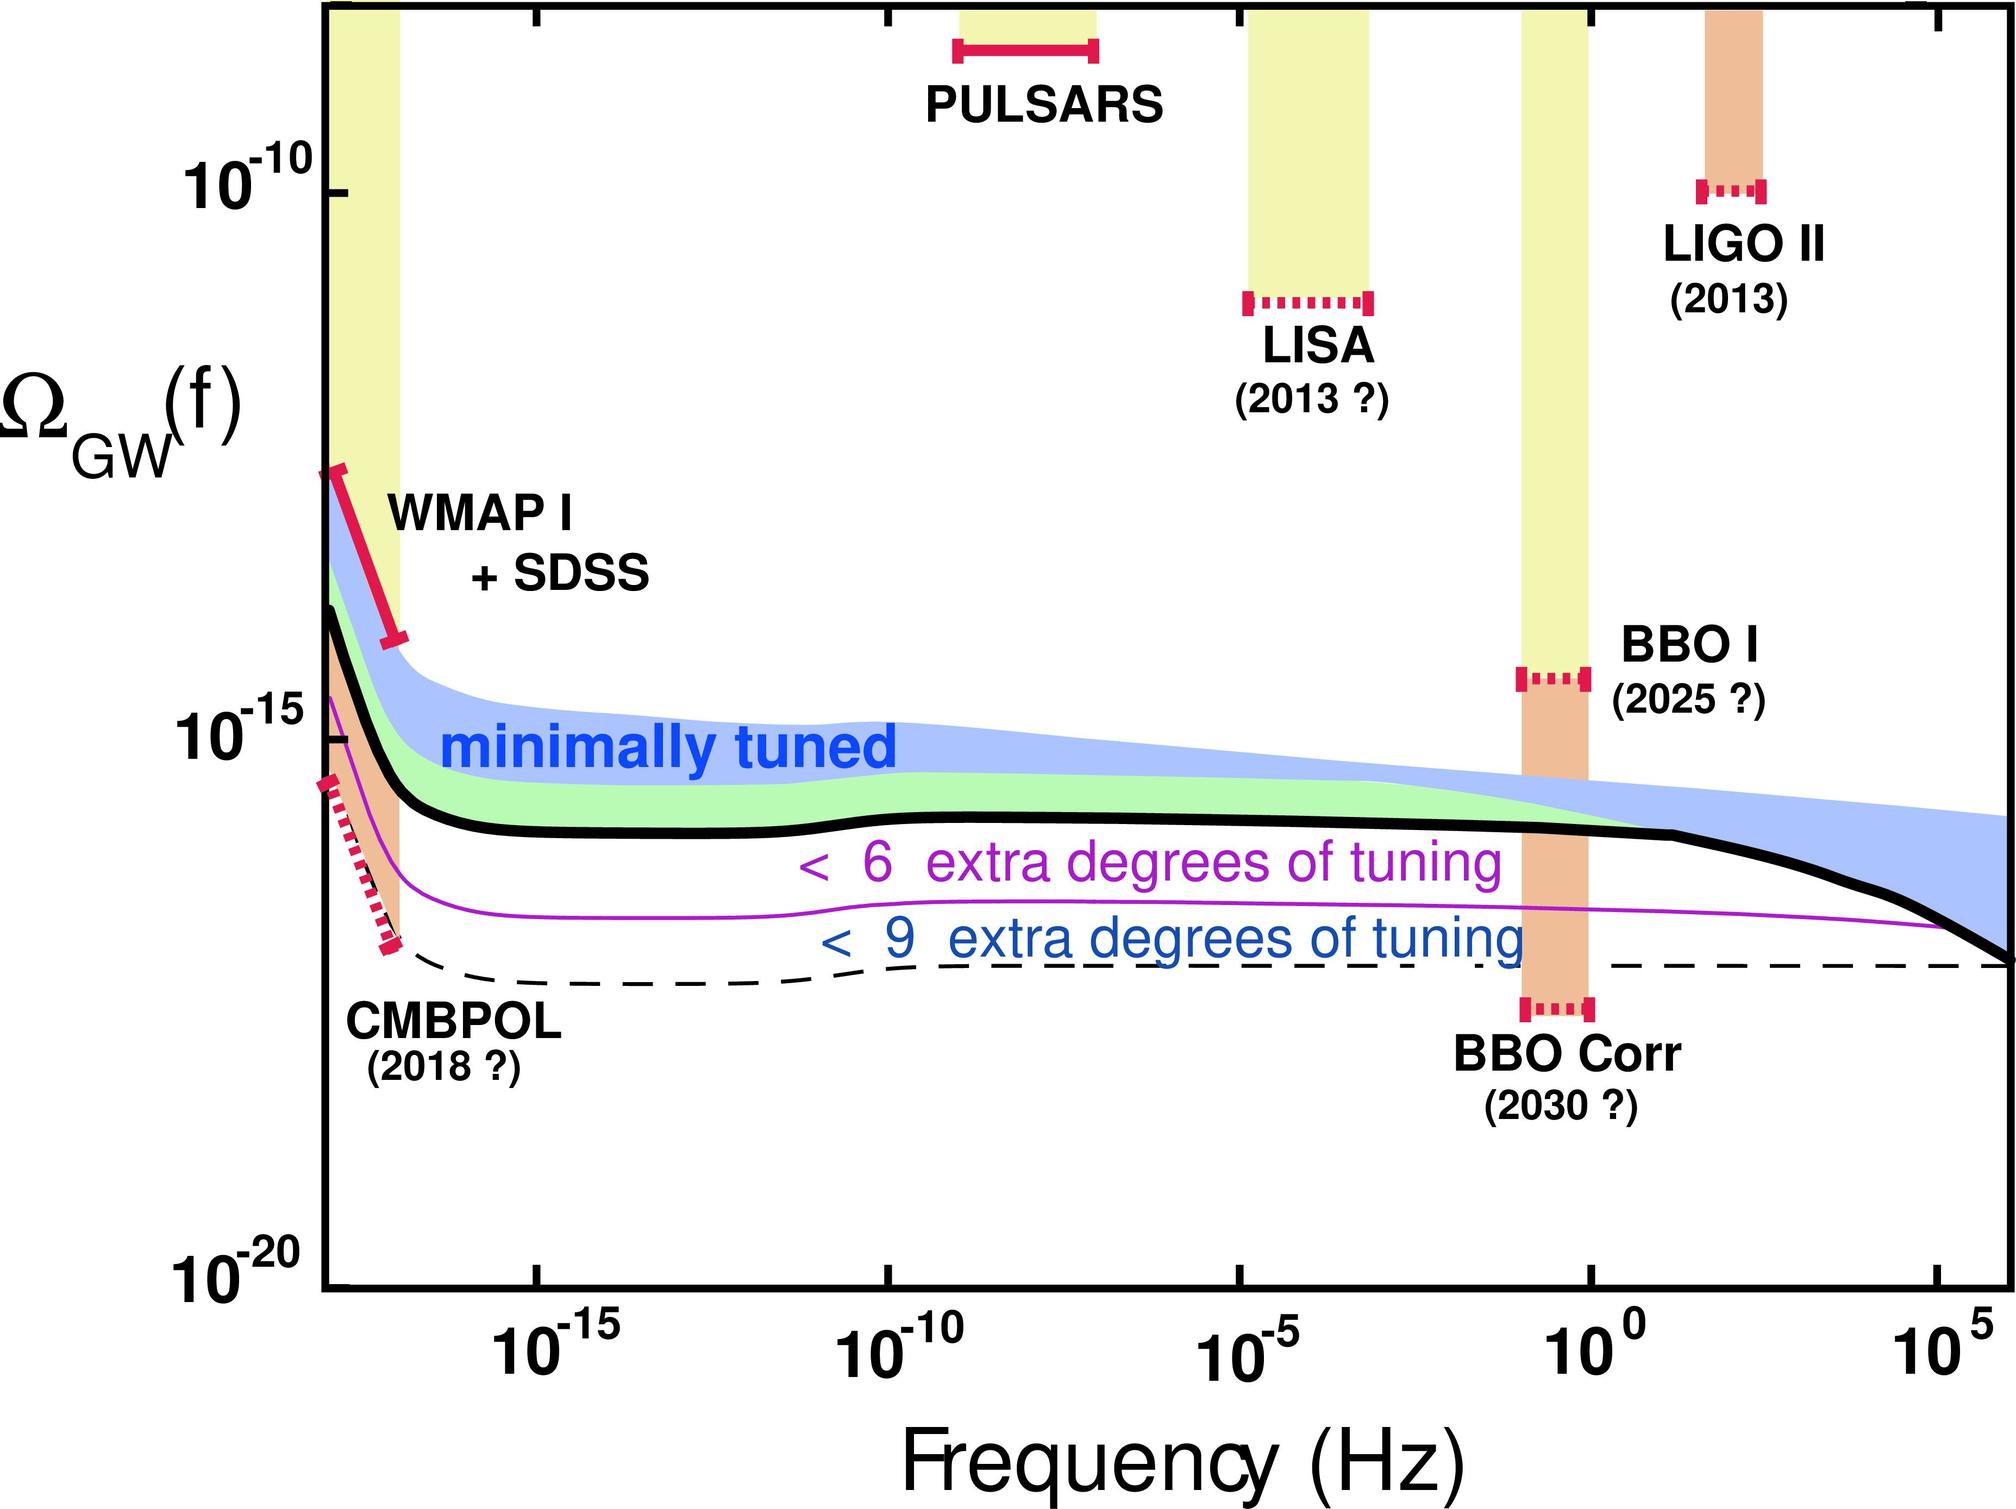 PULSARS
10^-10
LIGO II
(2013)
LISA
(2013 ?)
Ω_GW(f)
WMAP I
+ SDSS
BBO I
(2025 ?)
10^-15
minimally tuned
< 6 extra degrees of tuning
< 9 extra degrees of tuning
CMBPOL
(2018 ?)
BBO Corr
(2030 ?)
10^-20
10^-15 10^-10 10^-5 10^0 10^5
Frequency (Hz)